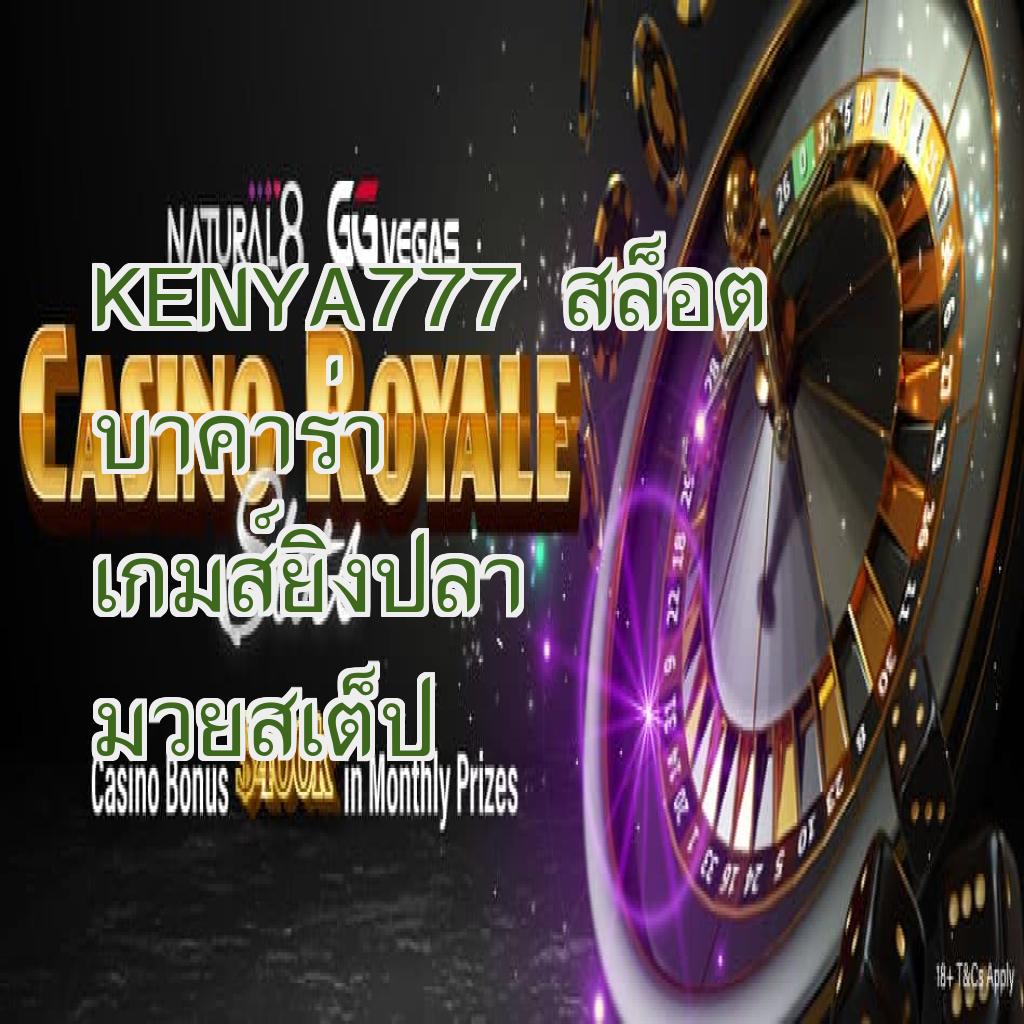 NATURAL8 GGVEGAS
KENYA777 สล็อต
CASINO ROYALE
บาคาร่า
เกมส์ยิงปลา
มวยสเต็ป
Casino Bonus $400K in Monthly Prizes
18+ T&Cs Apply